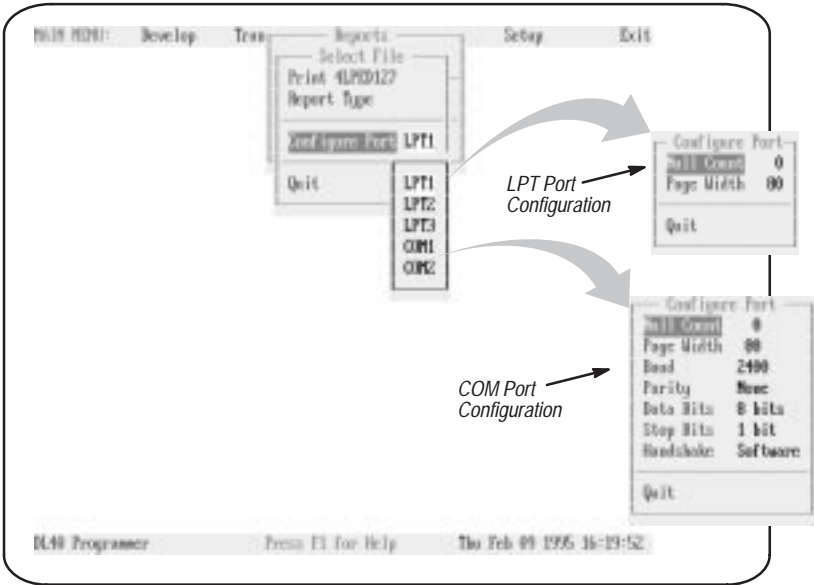 MAIN MENU: Develop Tran Reports Setup Exit
Select File
Print
Report Type
Configure Port LPT1
Quit
LPT1
LPT2
LPT3
COM1
COM2
LPT Port
Configuration
Configure Port
Null Count 0
Page Width 80
Quit
COM Port
Configuration
Configure Port
Null Count 0
Page Width 80
Baud 2400
Parity None
Data Bits 8 bits
Stop Bits 1 bit
Handshake Software
Quit
DL40 Programmer Press F1 for Help Thu Feb 09 1995 16:19:52